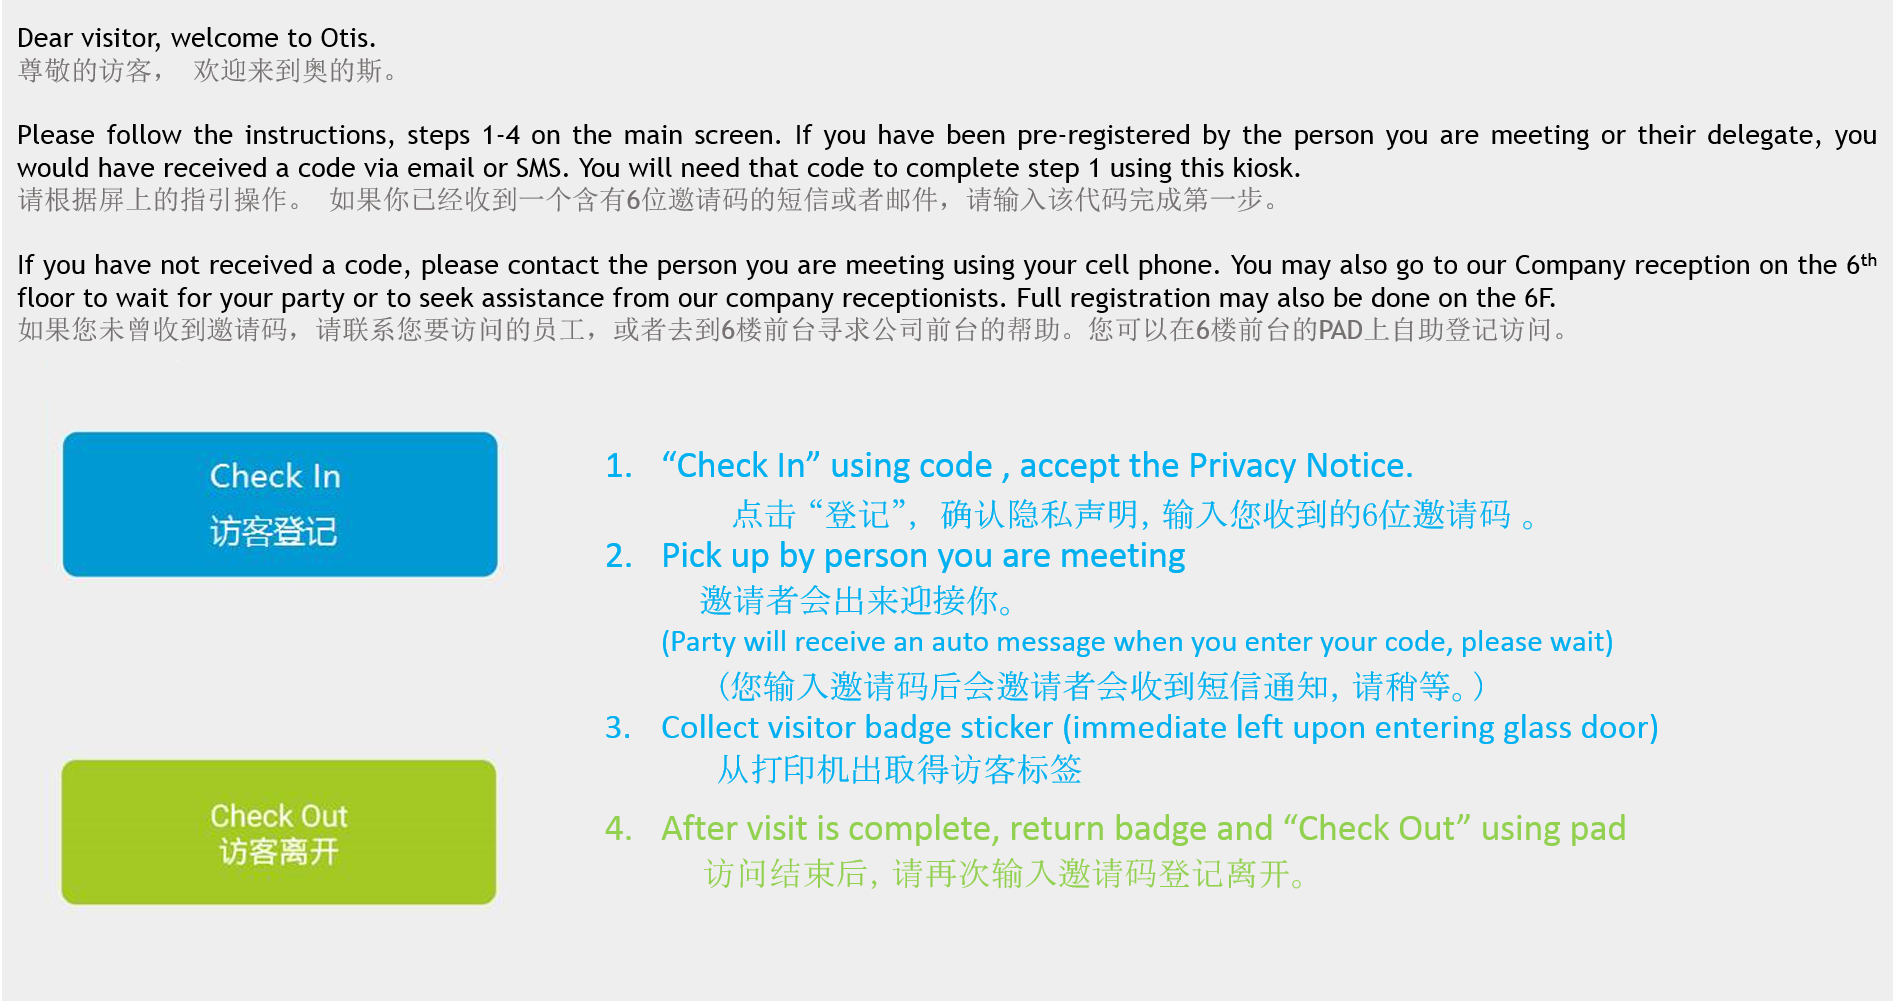 Dear visitor, welcome to Otis.
尊敬的访客， 欢迎来到奥的斯。
Please follow the instructions, steps 1-4 on the main screen. If you have been pre-registered by the person you are meeting or their delegate, you
would have received a code via email or SMS. You will need that code to complete step 1 using this kiosk.
请根据屏上的指引操作。 如果你已经收到一个含有6位邀请码的短信或者邮件，请输入该代码完成第一步。
If you have not received a code, please contact the person you are meeting using your cell phone. You may also go to our Company reception on the 6th
floor to wait for your party or to seek assistance from our company receptionists. Full registration may also be done on the 6F.
如果您未曾收到邀请码，请联系您要访问的员工，或者去到6楼前台寻求公司前台的帮助。您可以在6楼前台的PAD上自助登记访问。
Check In
访客登记
1. “Check In” using code , accept the Privacy Notice.
点击 “登记”， 确认隐私声明, 输入您收到的6位邀请码 。
2. Pick up by person you are meeting
邀请者会出来迎接你。
(Party will receive an auto message when you enter your code, please wait)
（您输入邀请码后会邀请者会收到短信通知, 请稍等。）
3. Collect visitor badge sticker (immediate left upon entering glass door)
从打印机出取得访客标签
Check Out
访客离开
4. After visit is complete, return badge and “Check Out” using pad
访问结束后, 请再次输入邀请码登记离开。